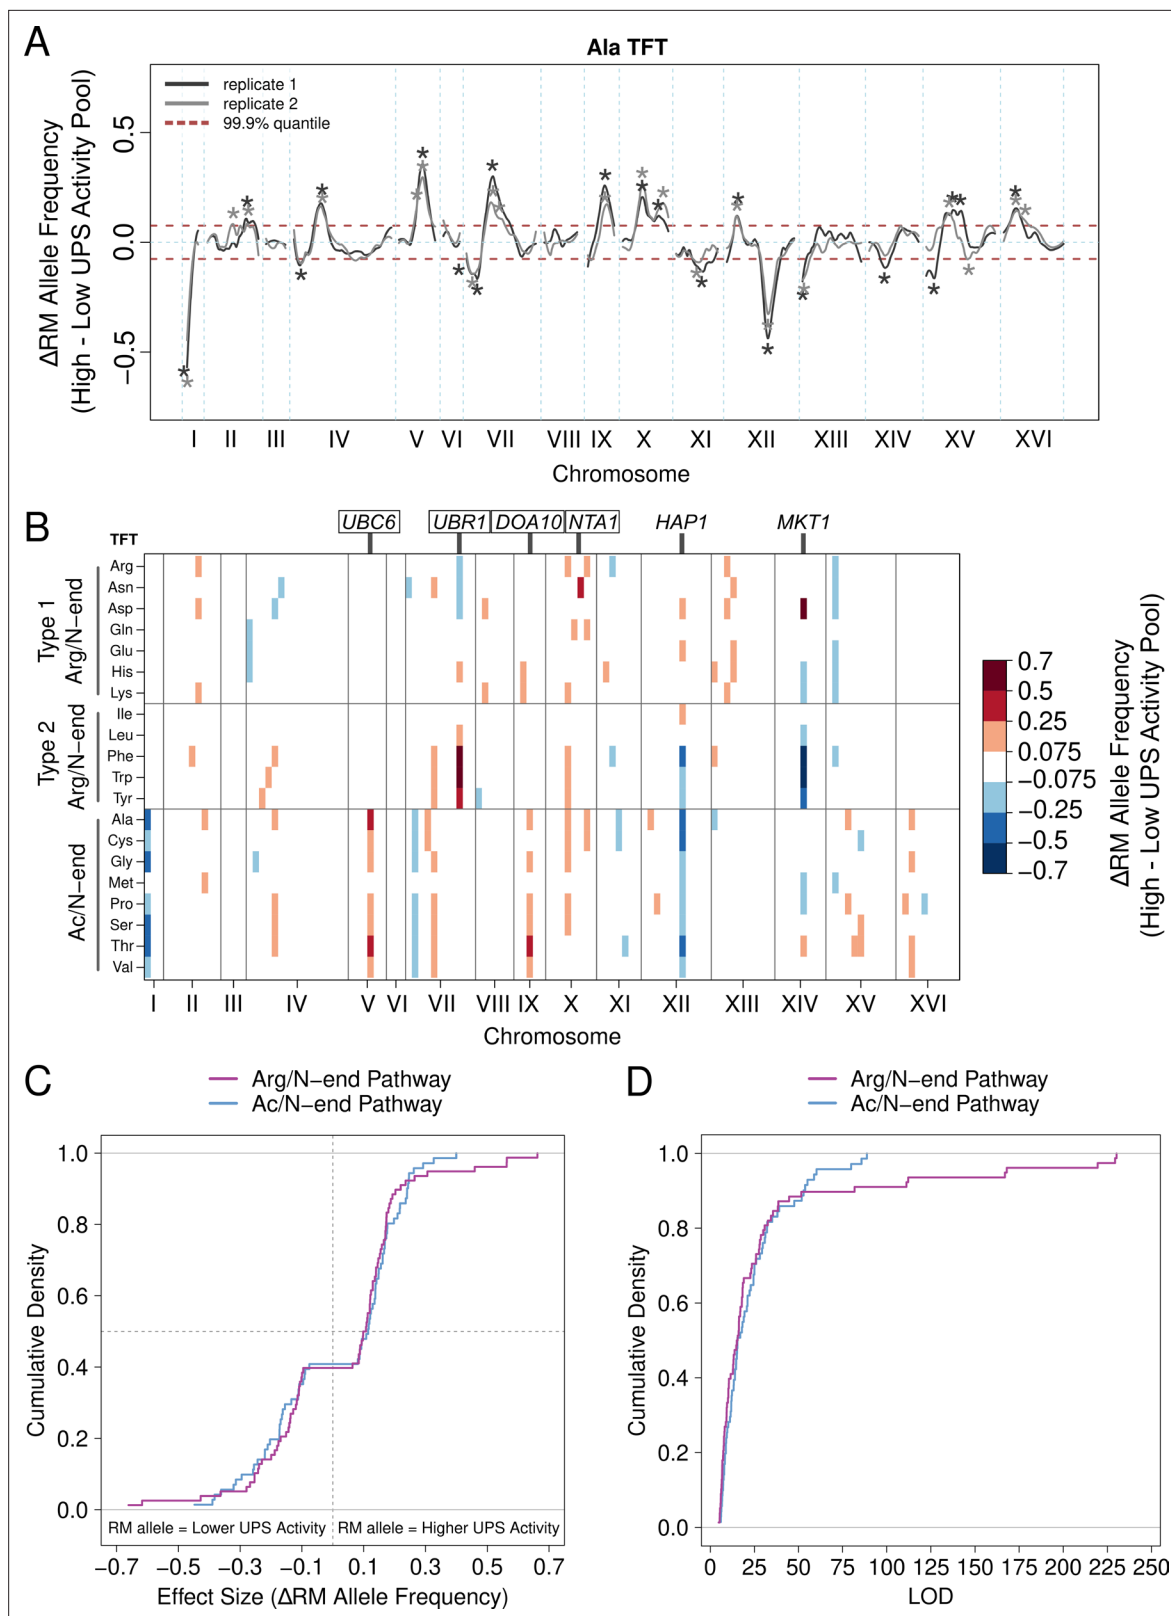 A
Ala TFT
ΔRM Allele Frequency
(High - Low UPS Activity Pool)
replicate 1
replicate 2
99.9% quantile
0.5
0.0
−0.5
I II III IV V VI VII VIII IX X XI XII XIII XIV XV XVI
Chromosome
B
UBC6 UBR1 DOA10 NTA1 HAP1 MKT1
TFT
Type 1
Arg/N-end
Arg
Asn
Asp
Gln
Glu
His
Lys
Type 2
Arg/N-end
Ile
Leu
Phe
Trp
Tyr
Ac/N-end
Ala
Cys
Gly
Met
Pro
Ser
Thr
Val
I II III IV V VI VII VIII IX X XI XII XIII XIV XV XVI
Chromosome
0.7
0.5
0.25
0.075
−0.075
−0.25
−0.5
−0.7
ΔRM Allele Frequency
(High - Low UPS Activity Pool)
C
Arg/N−end Pathway
Ac/N−end Pathway
Cumulative Density
1.0
0.8
0.6
0.4
0.2
0.0
RM allele = Lower UPS Activity RM allele = Higher UPS Activity
−0.7 −0.5 −0.3 −0.1 0.1 0.3 0.5 0.7
Effect Size (ΔRM Allele Frequency)
D
Arg/N−end Pathway
Ac/N−end Pathway
Cumulative Density
1.0
0.8
0.6
0.4
0.2
0.0
0 25 50 75 100 125 150 175 200 225 250
LOD